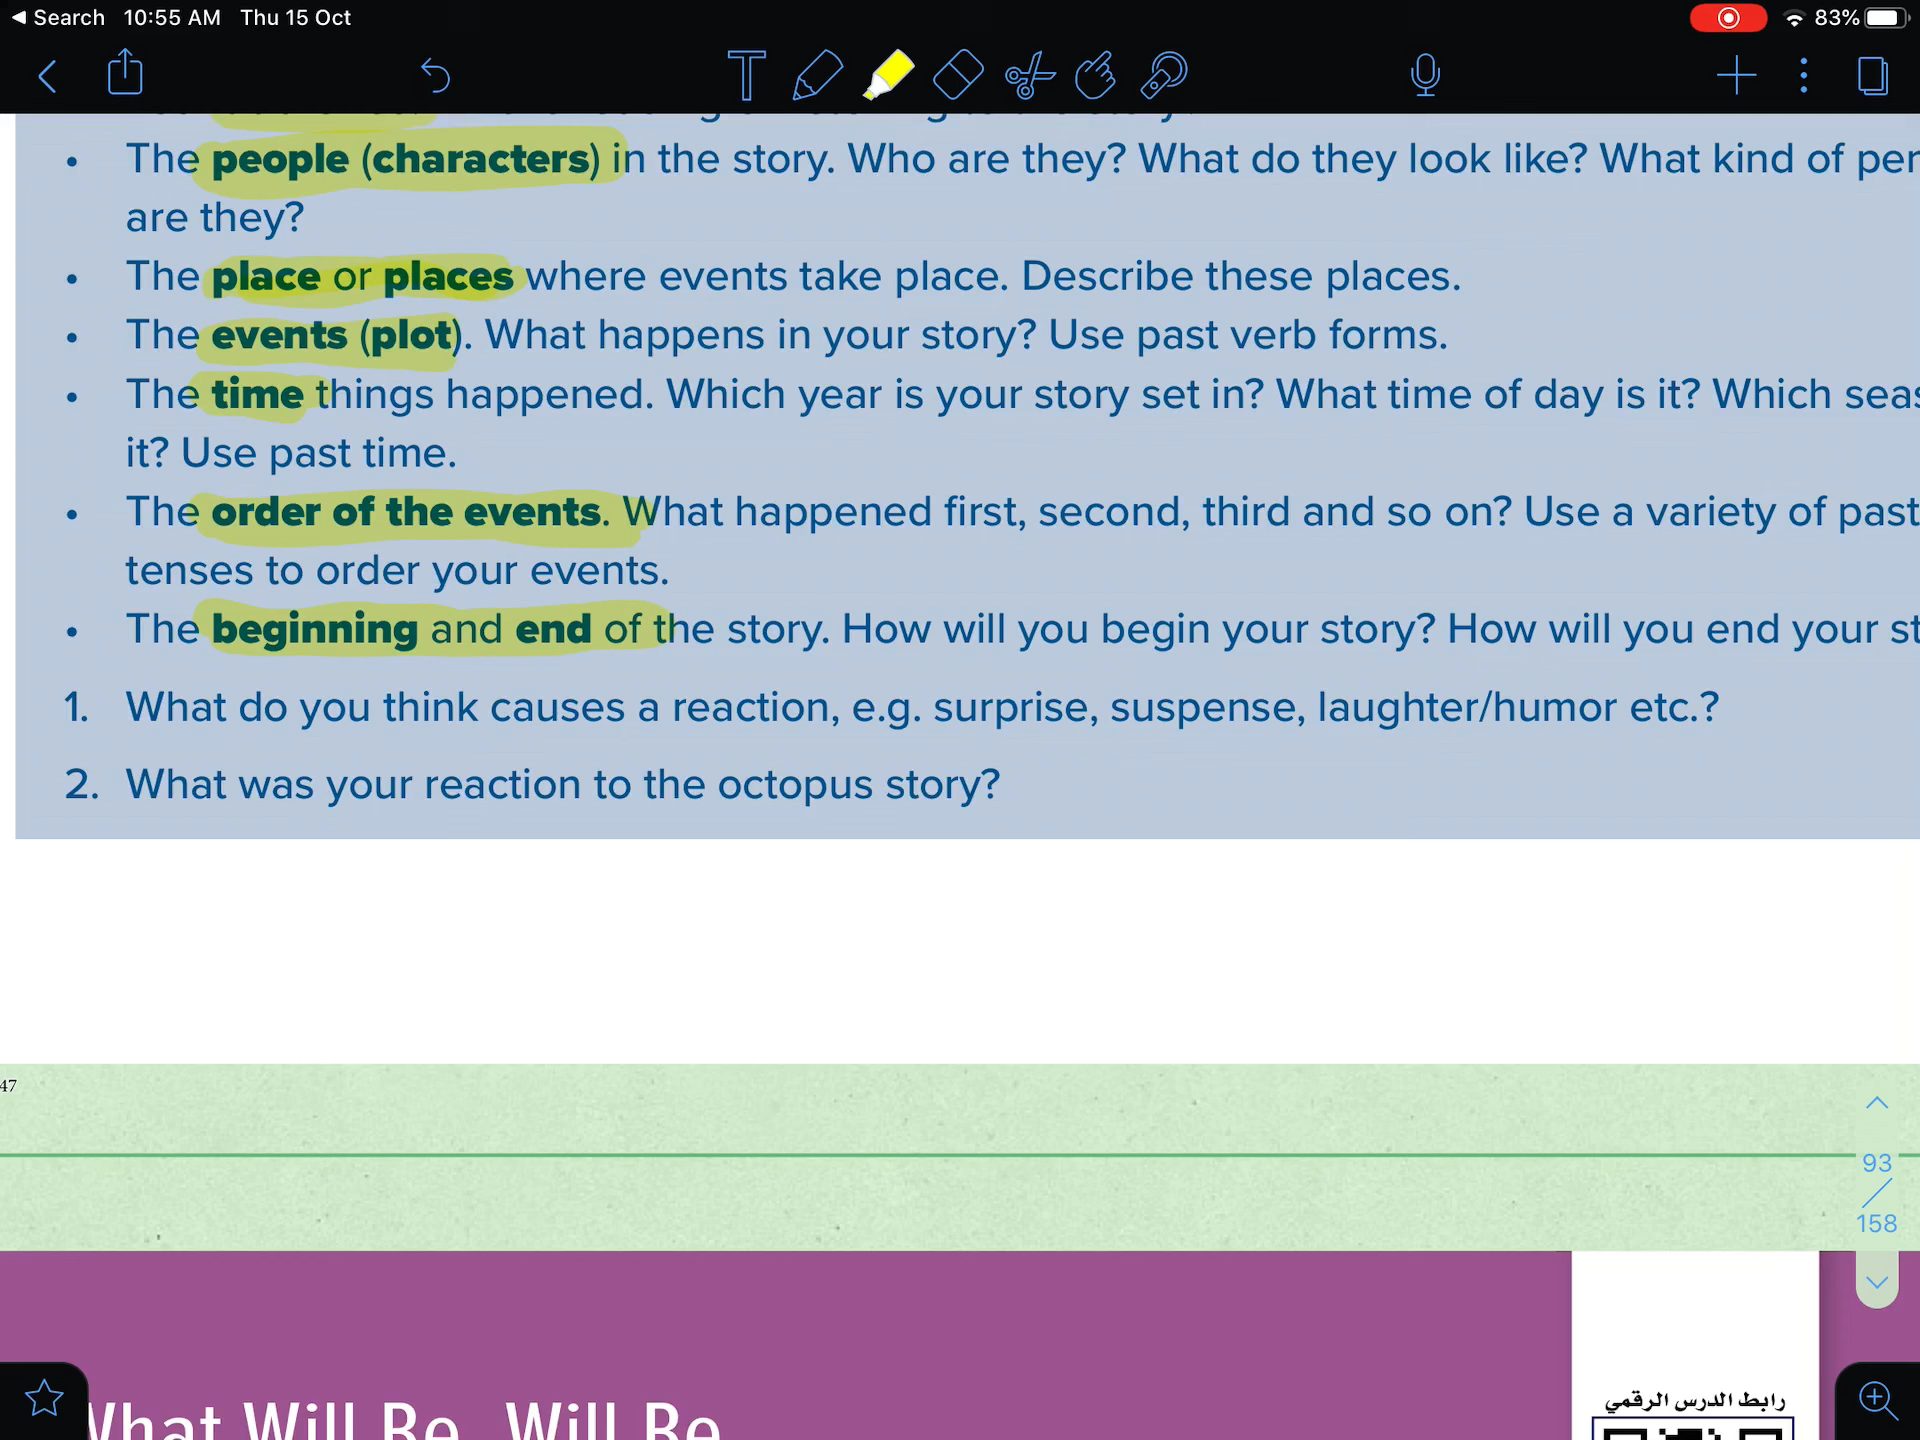 Search 10:55 AM Thu 15 Oct
83%
• The people (characters) in the story. Who are they? What do they look like? What kind of
are they?
• The place or places where events take place. Describe these places.
• The events (plot). What happens in your story? Use past verb forms.
• The time things happened. Which year is your story set in? What time of day is it? Which
it? Use past time.
• The order of the events. What happened first, second, third and so on? Use a variety of past
tenses to order your events.
• The beginning and end of the story. How will you begin your story? How will you end your
1. What do you think causes a reaction, e.g. surprise, suspense, laughter/humor etc.?
2. What was your reaction to the octopus story?
47
93
158
What Will Be, Will Be
رابط الدرس الرقمي